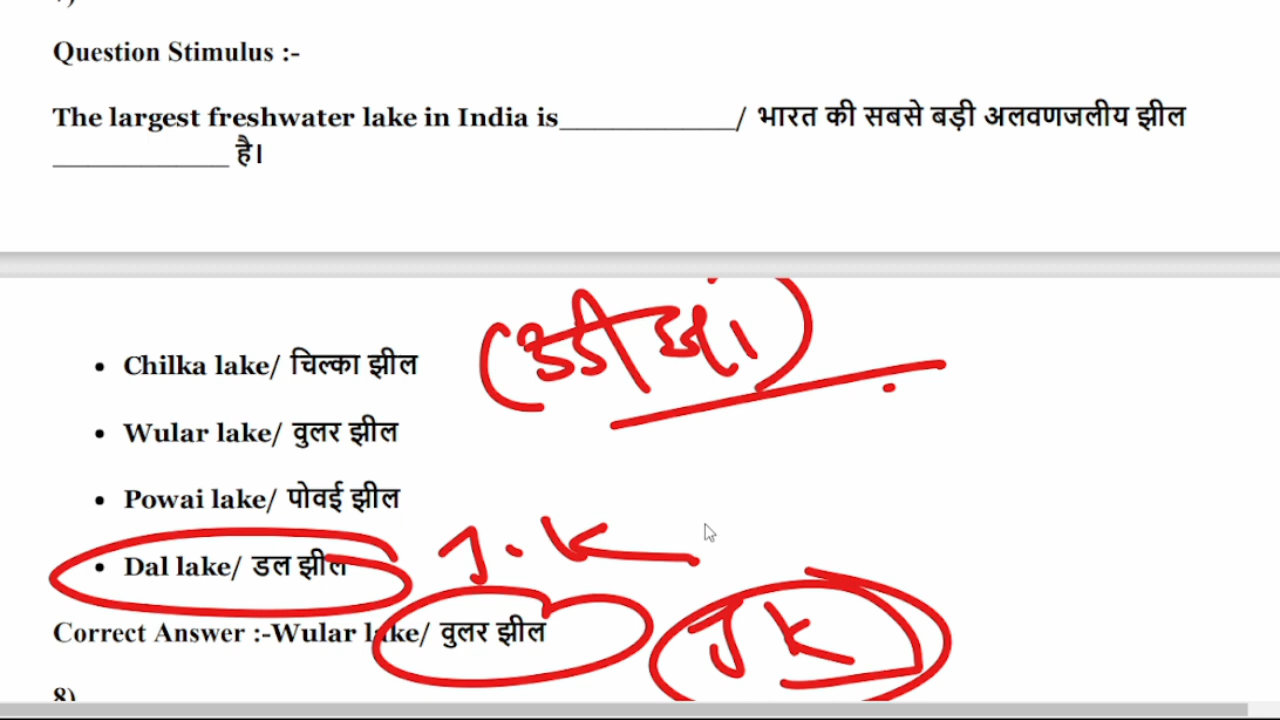 Question Stimulus :-
The largest freshwater lake in India is____________/ भारत की सबसे बड़ी अलवणजलीय झील
____________ है।
• Chilka lake/ चिल्का झील
• Wular lake/ वुलर झील
• Powai lake/ पोवई झील
J.K
• Dal lake/ डल झील
Correct Answer :-Wular lake/ वुलर झील
JK
8)